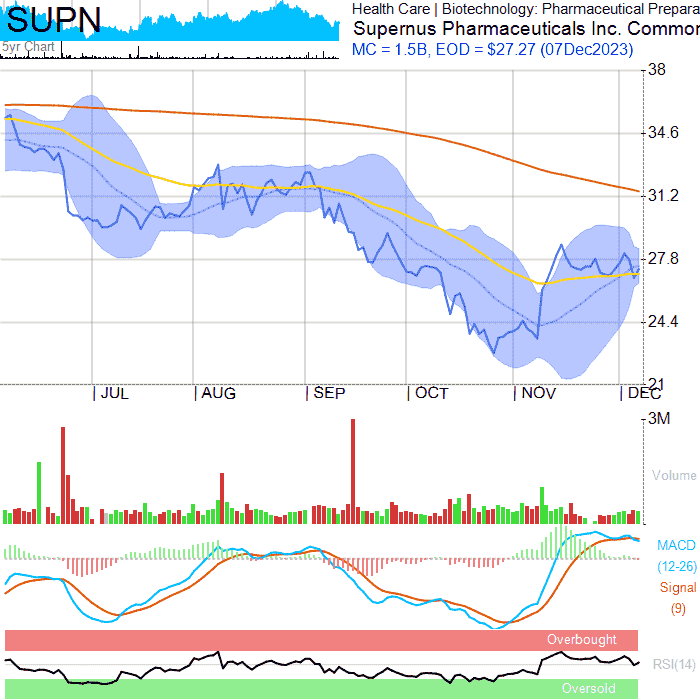 SUPN
5yr Chart
Health Care | Biotechnology: Pharmaceutical Prepara
Supernus Pharmaceuticals Inc. Common
MC = 1.5B, EOD = $27.27 (07Dec2023)
38
34.6
31.2
27.8
24.4
21
JUL
AUG
SEP
OCT
NOV
DEC
3M
Volume
MACD
(12-26)
Signal
(9)
Overbought
RSI(14)
Oversold